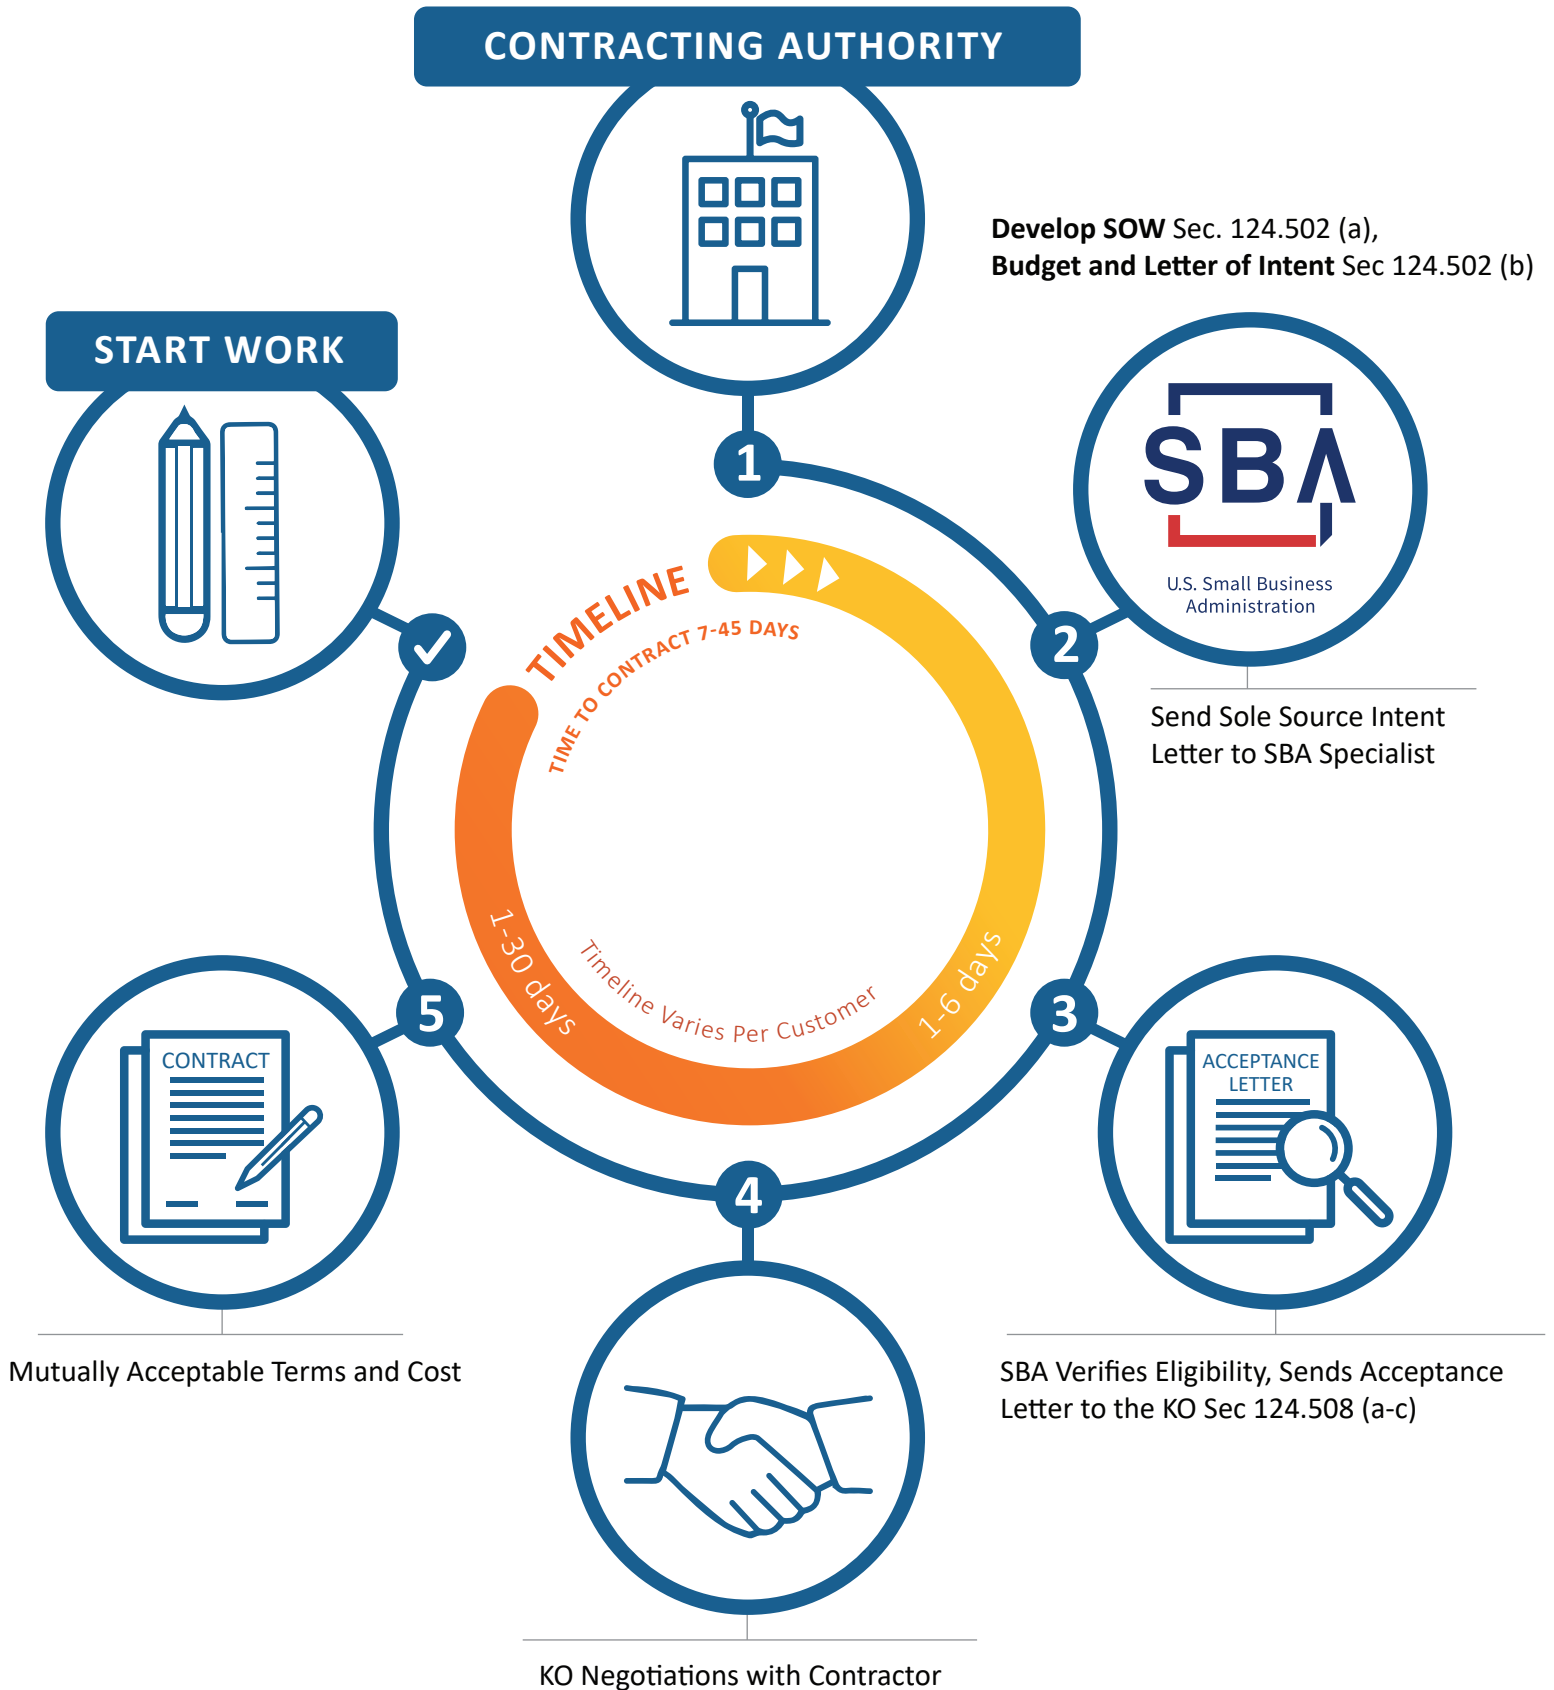 CONTRACTING AUTHORITY
Develop SOW Sec. 124.502 (a),
Budget and Letter of Intent Sec 124.502 (b)
START WORK
1
SBA
U.S. Small Business
Administration
2
Send Sole Source Intent
Letter to SBA Specialist
TIMELINE
TIME TO CONTRACT 7-45 DAYS
1-6 days
1-30 days
Timeline Varies Per Customer
3
ACCEPTANCE
LETTER
SBA Verifies Eligibility, Sends Acceptance
Letter to the KO Sec 124.508 (a-c)
4
KO Negotiations with Contractor
5
CONTRACT
Mutually Acceptable Terms and Cost